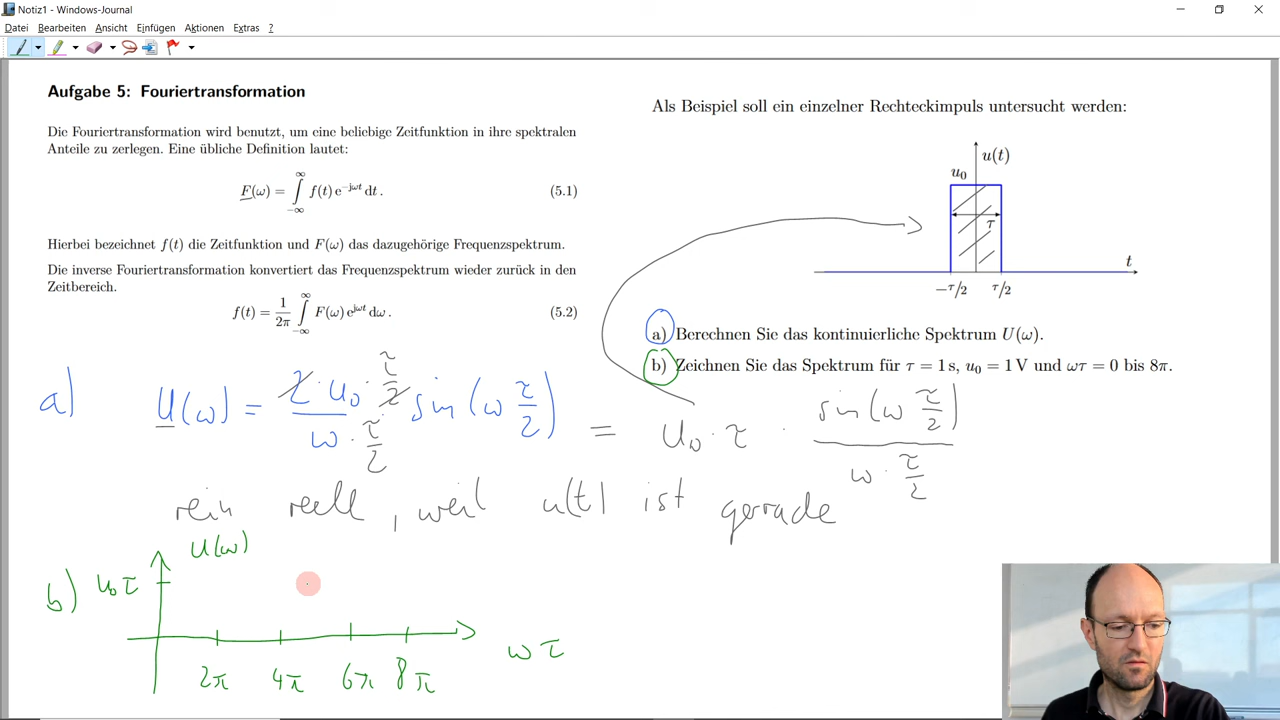 Notiz1 - Windows-Journal
Datei Bearbeiten Ansicht Einfügen Aktionen Extras ?
Aufgabe 5: Fouriertransformation
Die Fouriertransformation wird benutzt, um eine beliebige Zeitfunktion in ihre spektralen
Anteile zu zerlegen. Eine übliche Definition lautet:
F(ω) = ∫_{-∞}^{∞} f(t) e^{-jωt} dt . (5.1)
Hierbei bezeichnet f(t) die Zeitfunktion und F(ω) das dazugehörige Frequenzspektrum.
Die inverse Fouriertransformation konvertiert das Frequenzspektrum wieder zurück in den
Zeitbereich.
f(t) = 1/2π ∫_{-∞}^{∞} F(ω) e^{jωt} dω . (5.2)
Als Beispiel soll ein einzelner Rechteckimpuls untersucht werden:
u(t)
u₀
τ
t
−τ/2 τ/2
a) Berechnen Sie das kontinuierliche Spektrum U(ω).
b) Zeichnen Sie das Spektrum für τ = 1 s, u₀ = 1 V und ωτ = 0 bis 8π.
a) U(ω) = 2 · u₀ · τ/2 / ω · τ/2 sin(ω τ/2) = u₀ · τ · sin(ω τ/2) / ω · τ/2
rein reell, weil u(t) ist gerade
b) u₀τ U(ω)
2π 4π 6π 8π ωτ